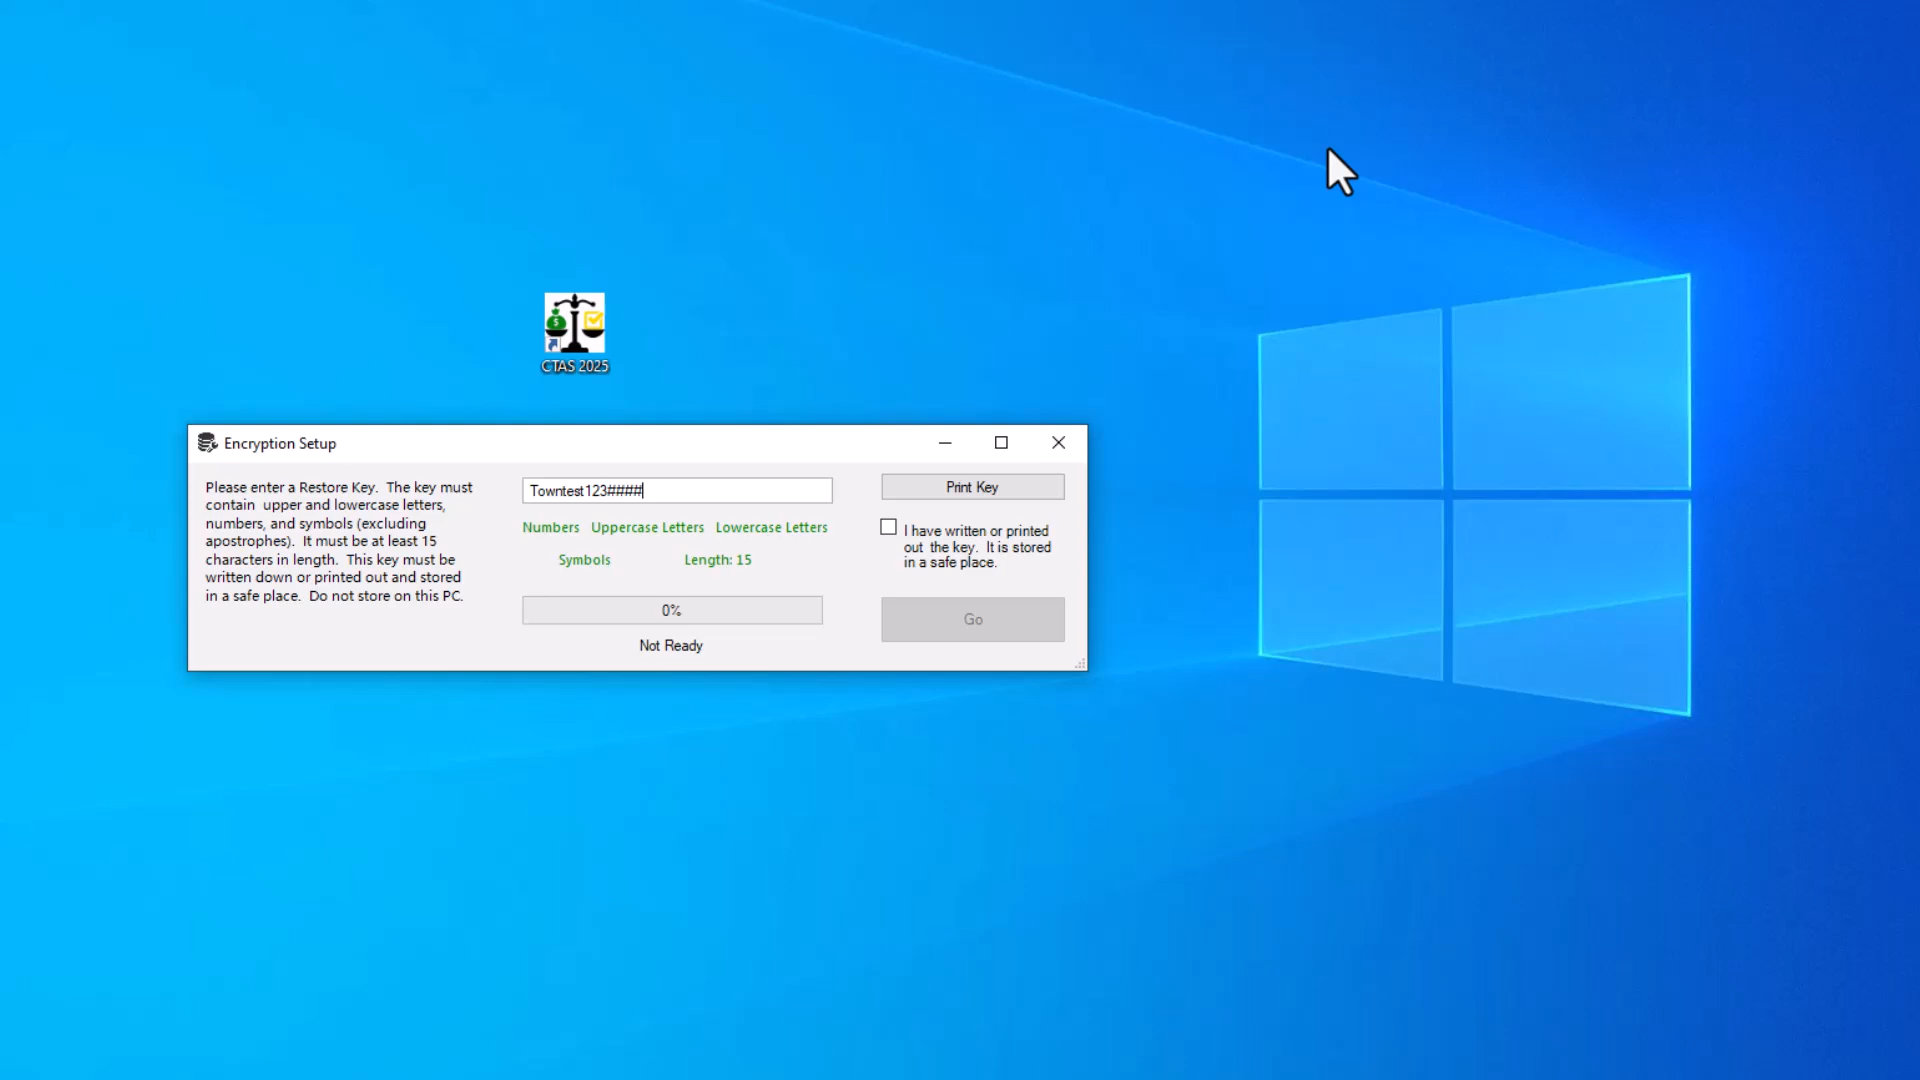 CTAS 2025
Encryption Setup
Please enter a Restore Key. The key must
contain upper and lowercase letters,
numbers, and symbols (excluding
apostrophes). It must be at least 15
characters in length. This key must be
written down or printed out and stored
in a safe place. Do not store on this PC.
Towntest123####
Numbers Uppercase Letters Lowercase Letters
Symbols Length: 15
0%
Not Ready
Print Key
I have written or printed
out the key. It is stored
in a safe place.
Go